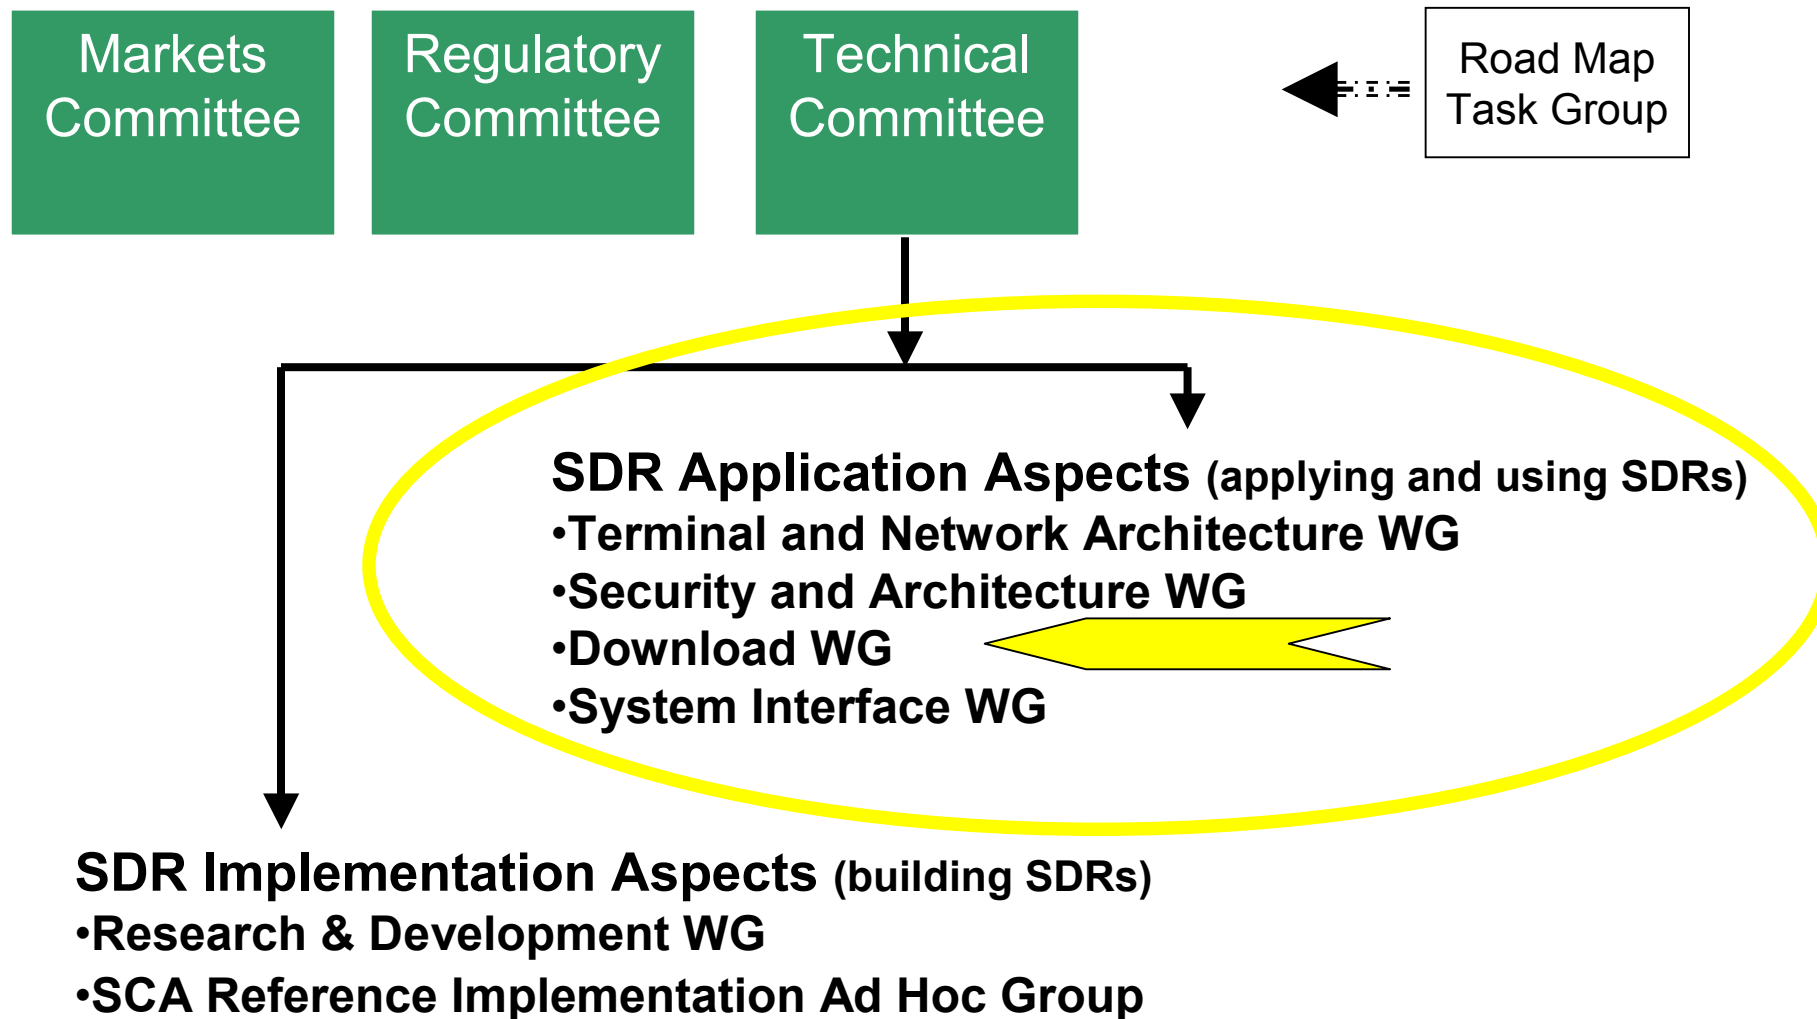 Markets
Committee
Regulatory
Committee
Technical
Committee
Road Map
Task Group
SDR Application Aspects (applying and using SDRs)
•Terminal and Network Architecture WG
•Security and Architecture WG
•Download WG
•System Interface WG
SDR Implementation Aspects (building SDRs)
•Research & Development WG
•SCA Reference Implementation Ad Hoc Group